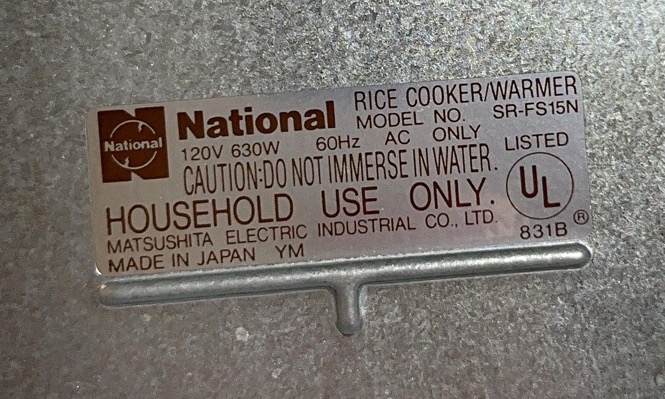 National
National
RICE COOKER/WARMER
MODEL NO. SR-FS15N
120V 630W 60Hz AC ONLY
CAUTION:DO NOT IMMERSE IN WATER.
LISTED
UL
HOUSEHOLD USE ONLY.
MATSUSHITA ELECTRIC INDUSTRIAL CO., LTD. 831B ®
MADE IN JAPAN YM